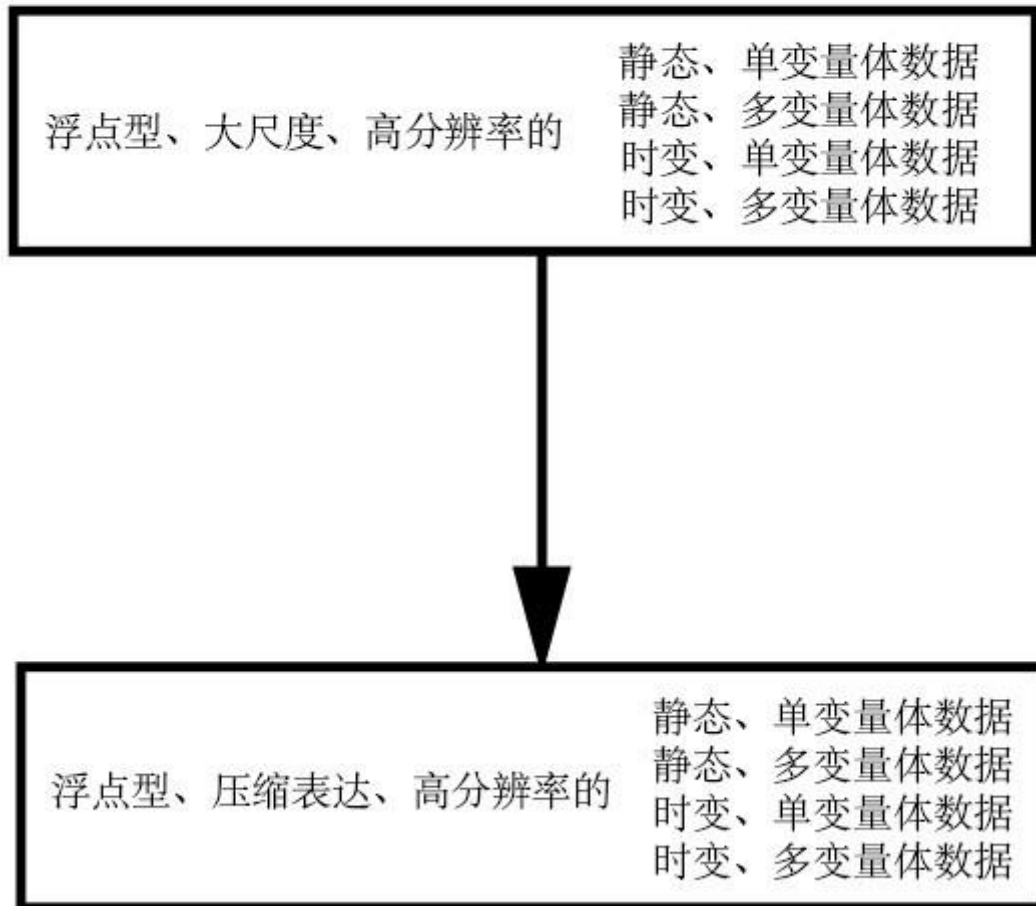 静态、单变量体数据
静态、多变量体数据
浮点型、大尺度、高分辨率的
时变、单变量体数据
时变、多变量体数据
静态、单变量体数据
静态、多变量体数据
浮点型、压缩表达、高分辨率的
时变、单变量体数据
时变、多变量体数据